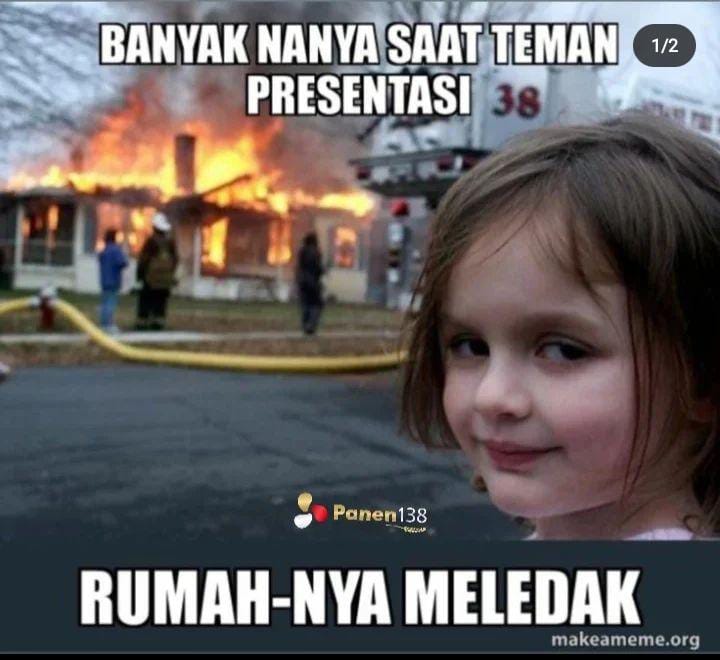 BANYAK NANYA SAAT TEMAN
PRESENTASI
1/2
38
Panen138
RUMAH-NYA MELEDAK
makeameme.org